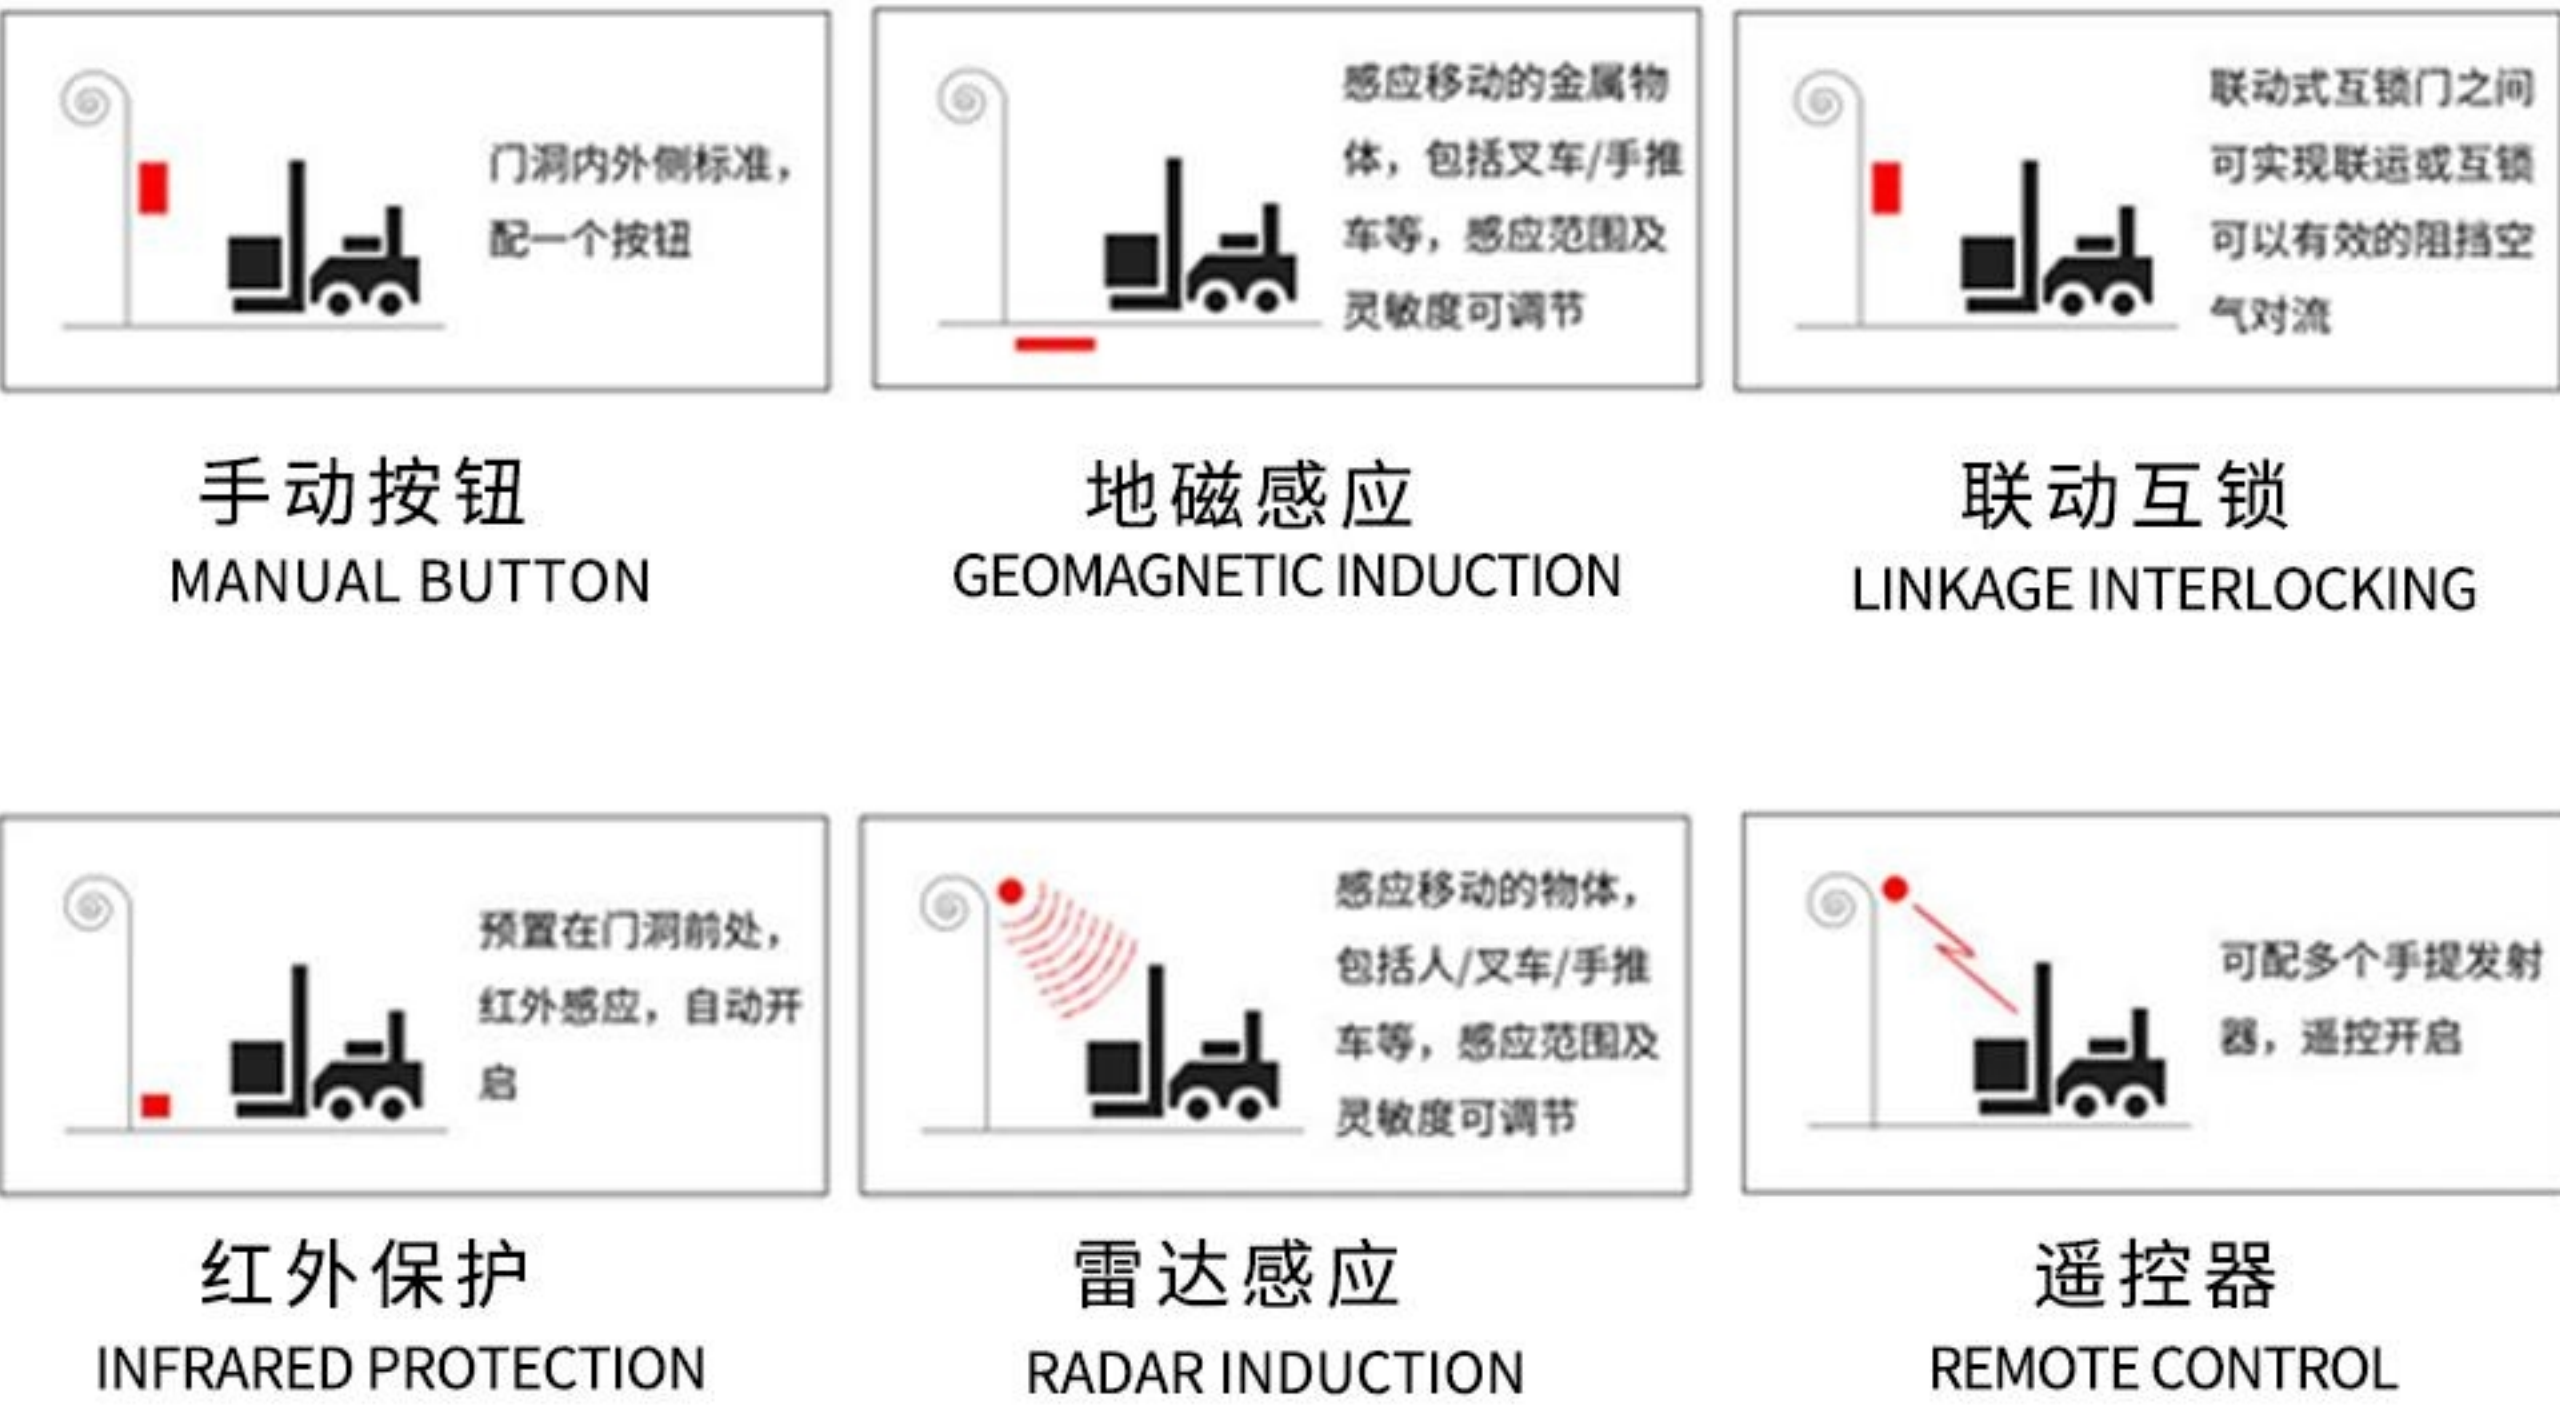 门洞内外侧标准，
配一个按钮
手动按钮
MANUAL BUTTON
感应移动的金属物
体，包括叉车/手推
车等，感应范围及
灵敏度可调节
地磁感应
GEOMAGNETIC INDUCTION
联动式互锁门之间
可实现联运或互锁
可以有效的阻挡空
气对流
联动互锁
LINKAGE INTERLOCKING
预置在门洞前处，
红外感应，自动开
启
红外保护
INFRARED PROTECTION
感应移动的物体，
包括人/叉车/手推
车等，感应范围及
灵敏度可调节
雷达感应
RADAR INDUCTION
可配多个手提发射
器，遥控开启
遥控器
REMOTE CONTROL